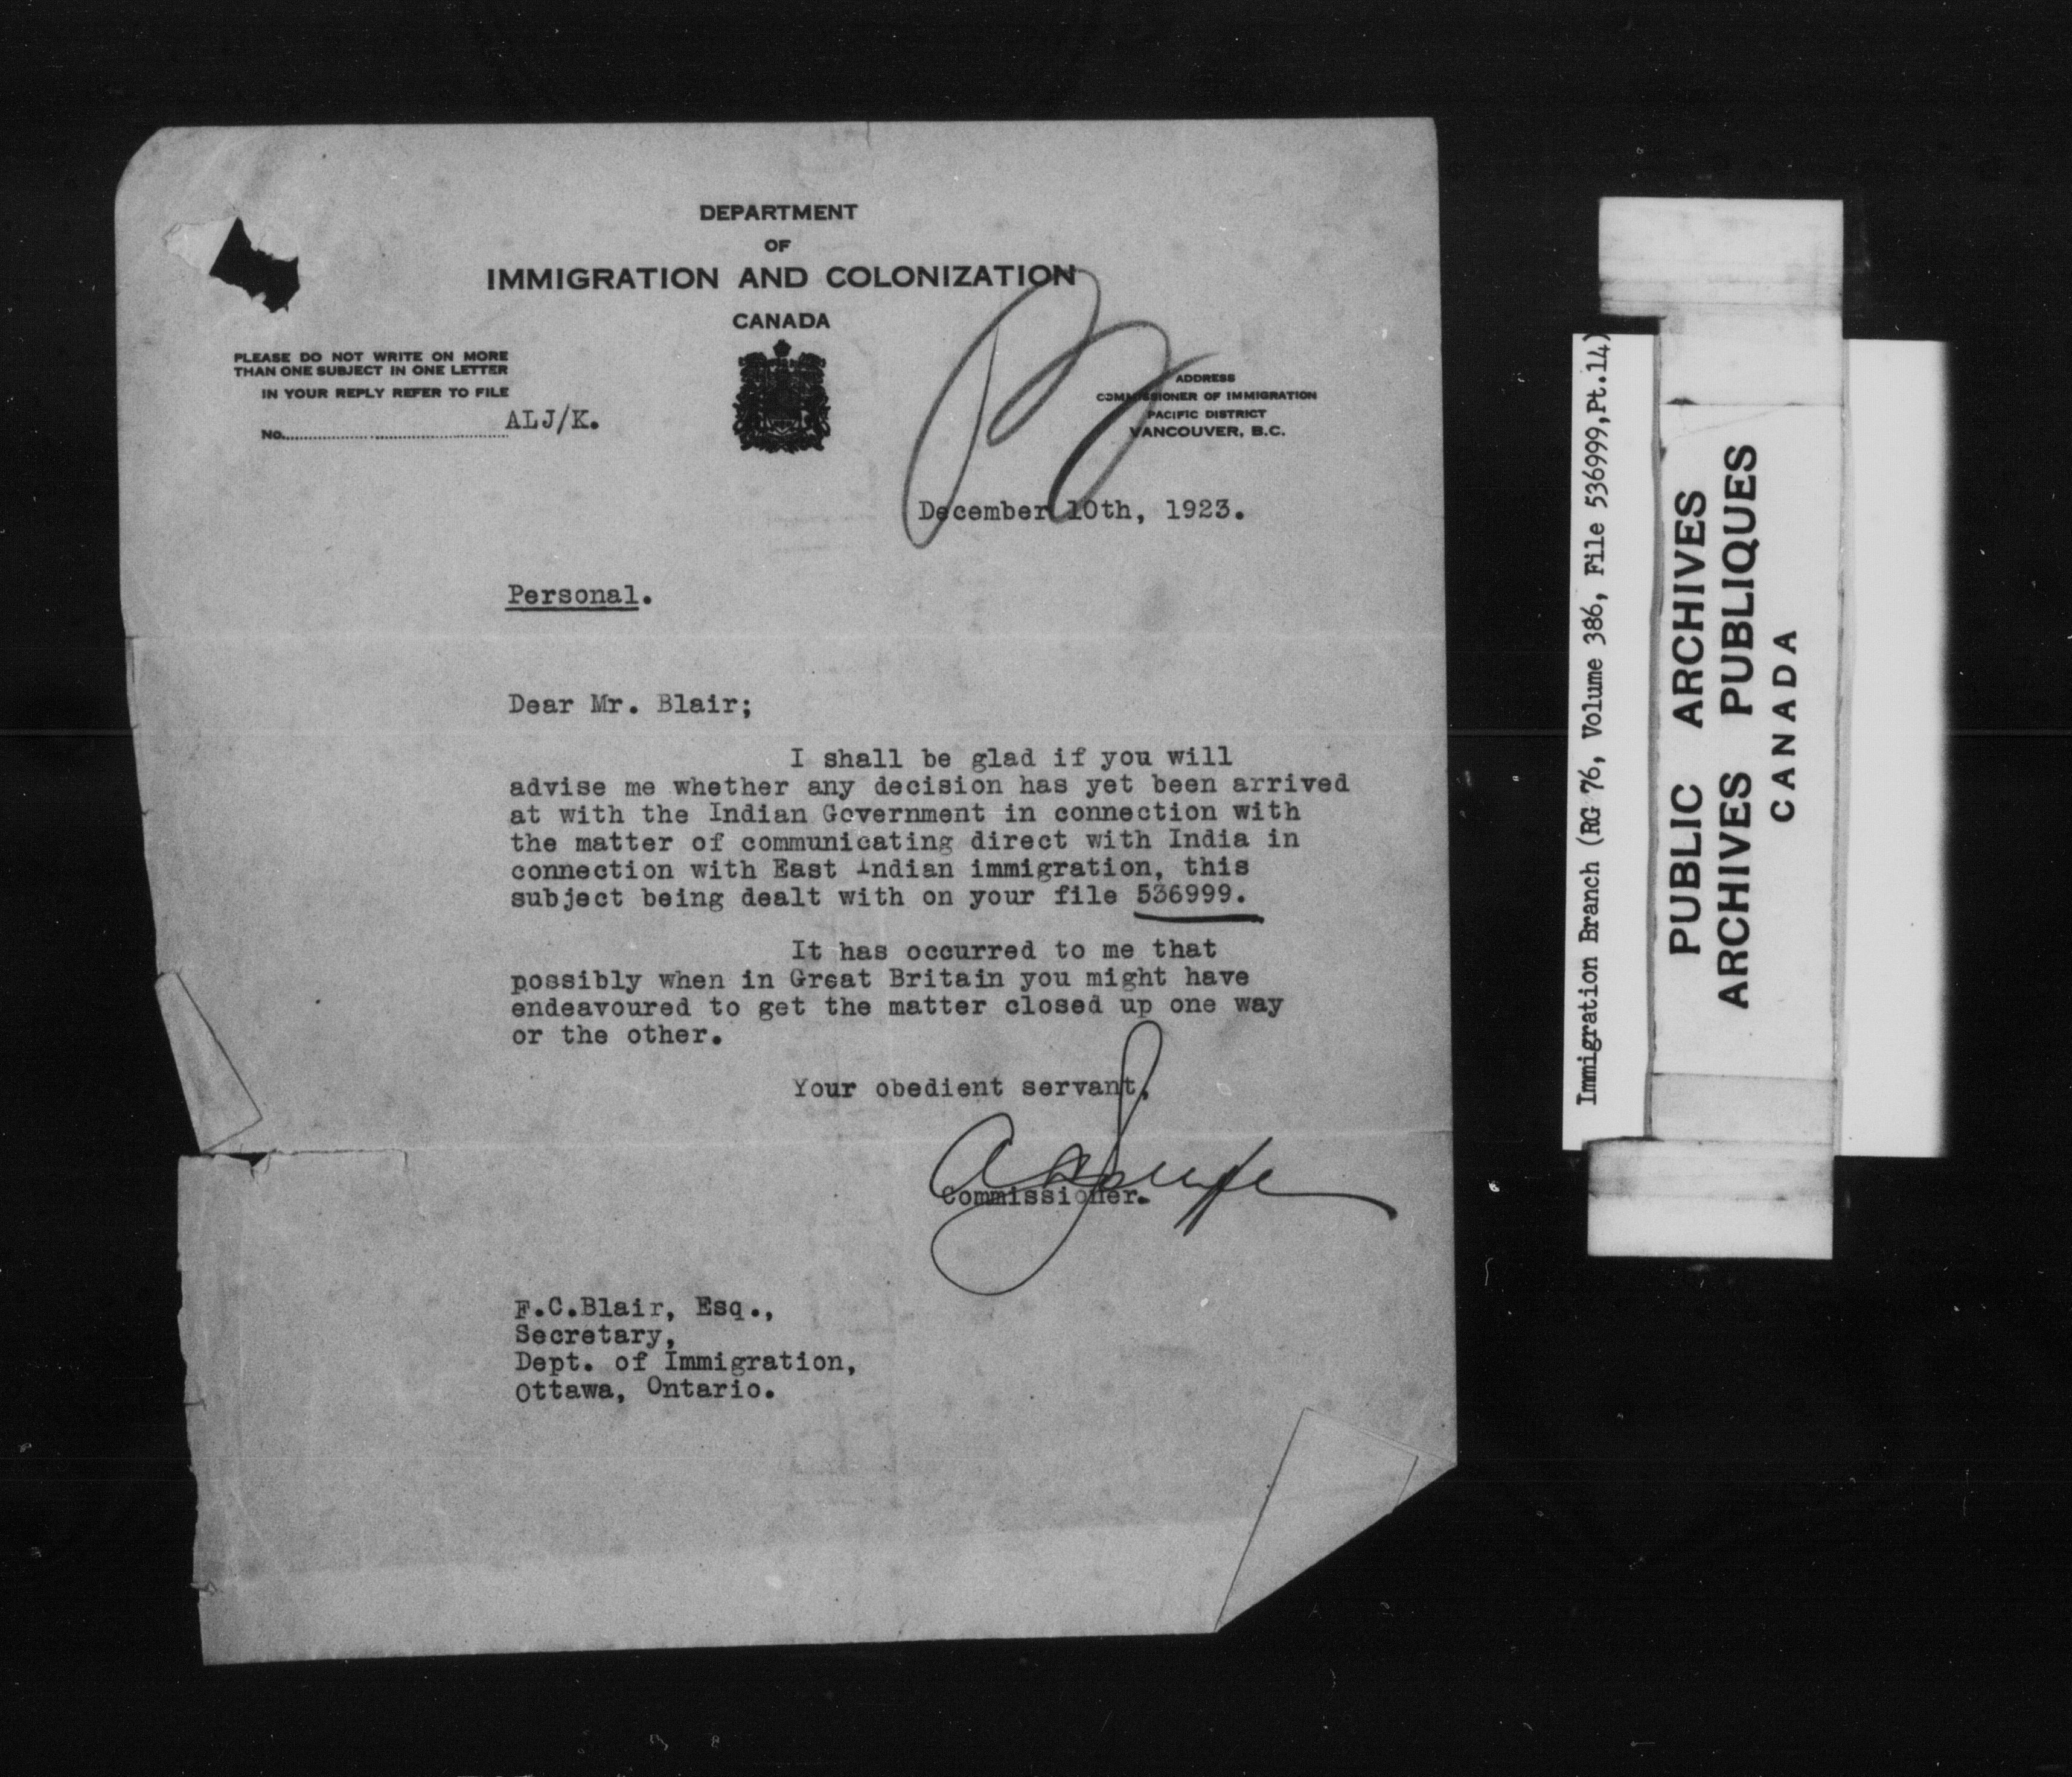 DEPARTMENT
OF
IMMIGRATION AND COLONIZATION
CANADA
PLEASE DO NOT WRITE ON MORE
THAN ONE SUBJECT IN ONE LETTER
IN YOUR REPLY REFER TO FILE
No. ALJ/K.
ADDRESS
COMMISSIONER OF IMMIGRATION
PACIFIC DISTRICT
VANCOUVER, B.C.
December 10th, 1923.
Personal.
Dear Mr. Blair;
I shall be glad if you will
advise me whether any decision has yet been arrived
at with the Indian Government in connection with
the matter of communicating direct with India in
connection with East Indian immigration, this
subject being dealt with on your file 536999.
It has occurred to me that
possibly when in Great Britain you might have
endeavoured to get the matter closed up one way
or the other.
Your obedient servant,
Commissioner.
F.C.Blair, Esq.,
Secretary,
Dept. of Immigration,
Ottawa, Ontario.
Immigration Branch (RG 76, Volume 386, File 536999,Pt.14)
PUBLIC ARCHIVES
ARCHIVES PUBLIQUES
CANADA